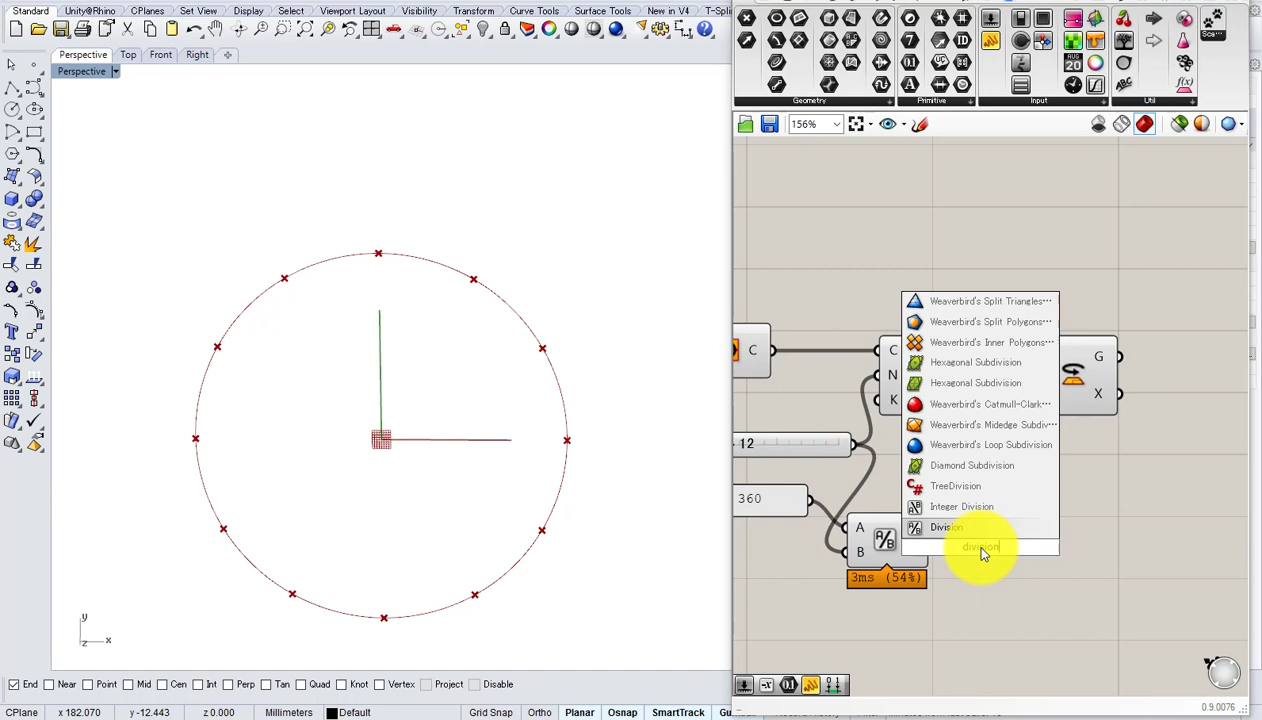 Standard Unity@Rhino CPlanes Set View Display Select Viewport Layout Visibility Transform Curve Tools Surface Tools New in V4 T-Spli
Perspective Top Front Right
Perspective
Geometry Primitive Input Util
AUG
20
ID
156%
C
C
N
K
G
X
12
360
A
B
A/B
3ms (54%)
Weaverbird's Split Triangles···
Weaverbird's Split Polygons···
Weaverbird's Inner Polygons···
Hexagonal Subdivision
Hexagonal Subdivision
Weaverbird's Catmull-Clark···
Weaverbird's Midedge Subdiv···
Weaverbird's Loop Subdivision
Diamond Subdivision
TreeDivision
Integer Division
Division
division
y
z x
End Near Point Mid Cen Int Perp Tan Quad Knot Vertex Project Disable
CPlane x 182.070 y -12.443 z 0.000 Millimeters Default Grid Snap Ortho Planar Osnap SmartTrack Gu
0.9.0076